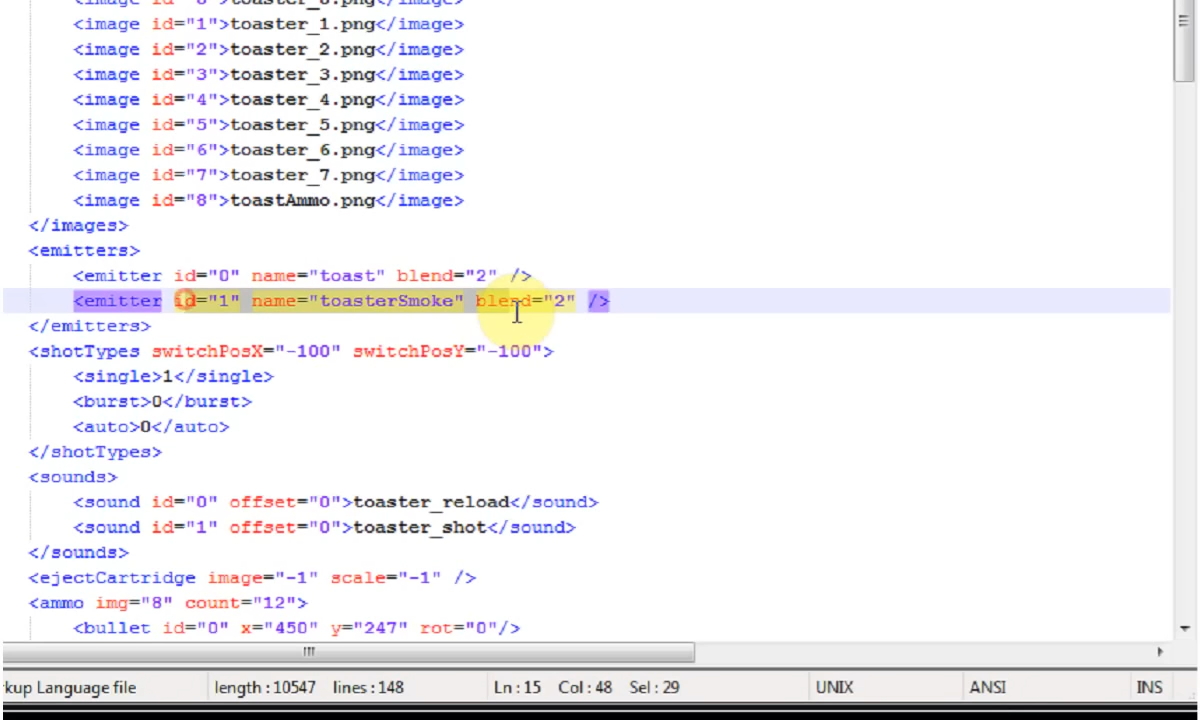 <image id="0">toaster_0.png</image>
<image id="1">toaster_1.png</image>
<image id="2">toaster_2.png</image>
<image id="3">toaster_3.png</image>
<image id="4">toaster_4.png</image>
<image id="5">toaster_5.png</image>
<image id="6">toaster_6.png</image>
<image id="7">toaster_7.png</image>
<image id="8">toastAmmo.png</image>
</images>
<emitters>
<emitter id="0" name="toast" blend="2" />
<emitter id="1" name="toasterSmoke" blend="2" />
</emitters>
<shotTypes switchPosX="-100" switchPosY="-100">
<single>1</single>
<burst>0</burst>
<auto>0</auto>
</shotTypes>
<sounds>
<sound id="0" offset="0">toaster_reload</sound>
<sound id="1" offset="0">toaster_shot</sound>
</sounds>
<ejectCartridge image="-1" scale="-1" />
<ammo img="8" count="12">
<bullet id="0" x="450" y="247" rot="0"/>
kup Language file length : 10547 lines : 148 Ln : 15 Col : 48 Sel : 29 UNIX ANSI INS